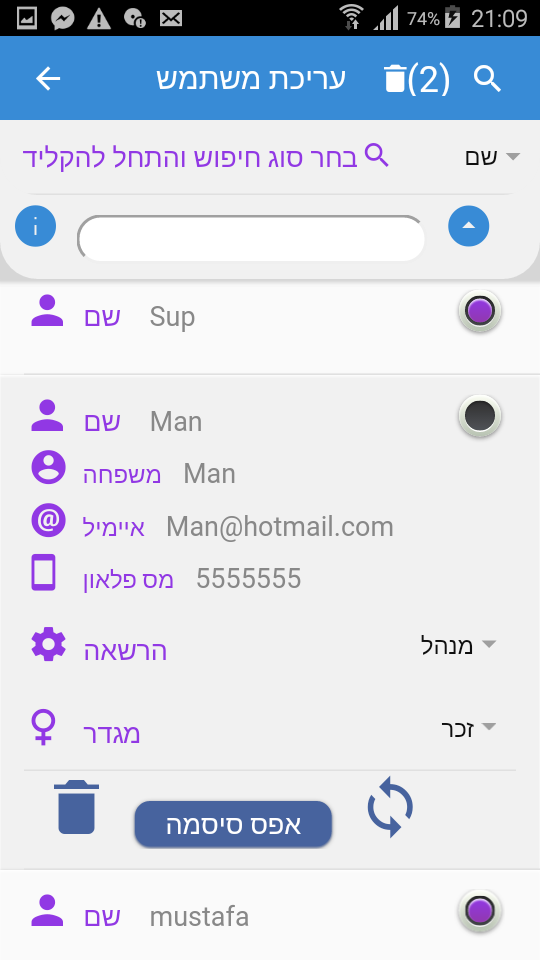 74% 21:09
עריכת משתמש (2)
שם
בחר סוג חיפוש והתחל להקליד
i
שם Sup
שם Man
משפחה Man
איימיל Man@hotmail.com
מס פלאון 5555555
הרשאה מנהל
מגדר זכר
אפס סיסמה
שם mustafa